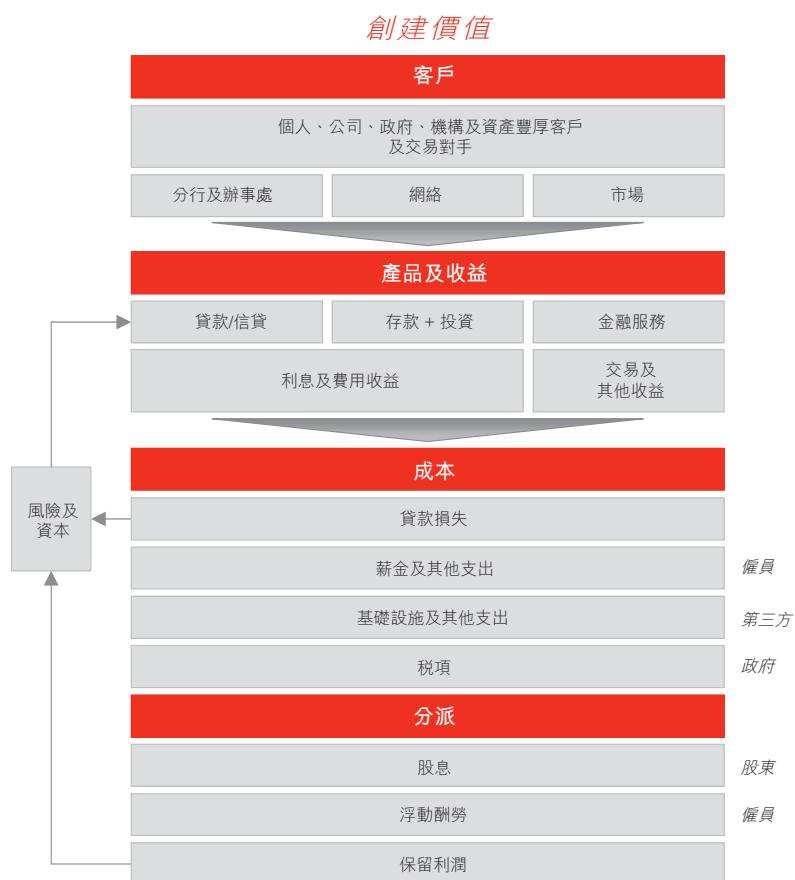 創建價值
客戶
個人、公司、政府、機構及資產豐厚客戶
及交易對手
分行及辦事處
網絡
市場
產品及收益
貸款/信貸
存款 + 投資
金融服務
利息及費用收益
交易及
其他收益
成本
風險及
資本
貸款損失
薪金及其他支出
僱員
基礎設施及其他支出
第三方
税項
政府
分派
股息
股東
浮動酬勞
僱員
保留利潤